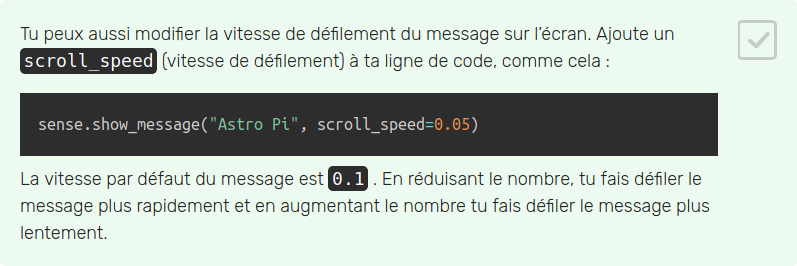 Tu peux aussi modifier la vitesse de défilement du message sur l’écran. Ajoute un
scroll_speed (vitesse de défilement) à ta ligne de code, comme cela :
sense.show_message("Astro Pi", scroll_speed=0.05)
La vitesse par défaut du message est 0.1 . En réduisant le nombre, tu fais défiler le
message plus rapidement et en augmentant le nombre tu fais défiler le message plus
lentement.